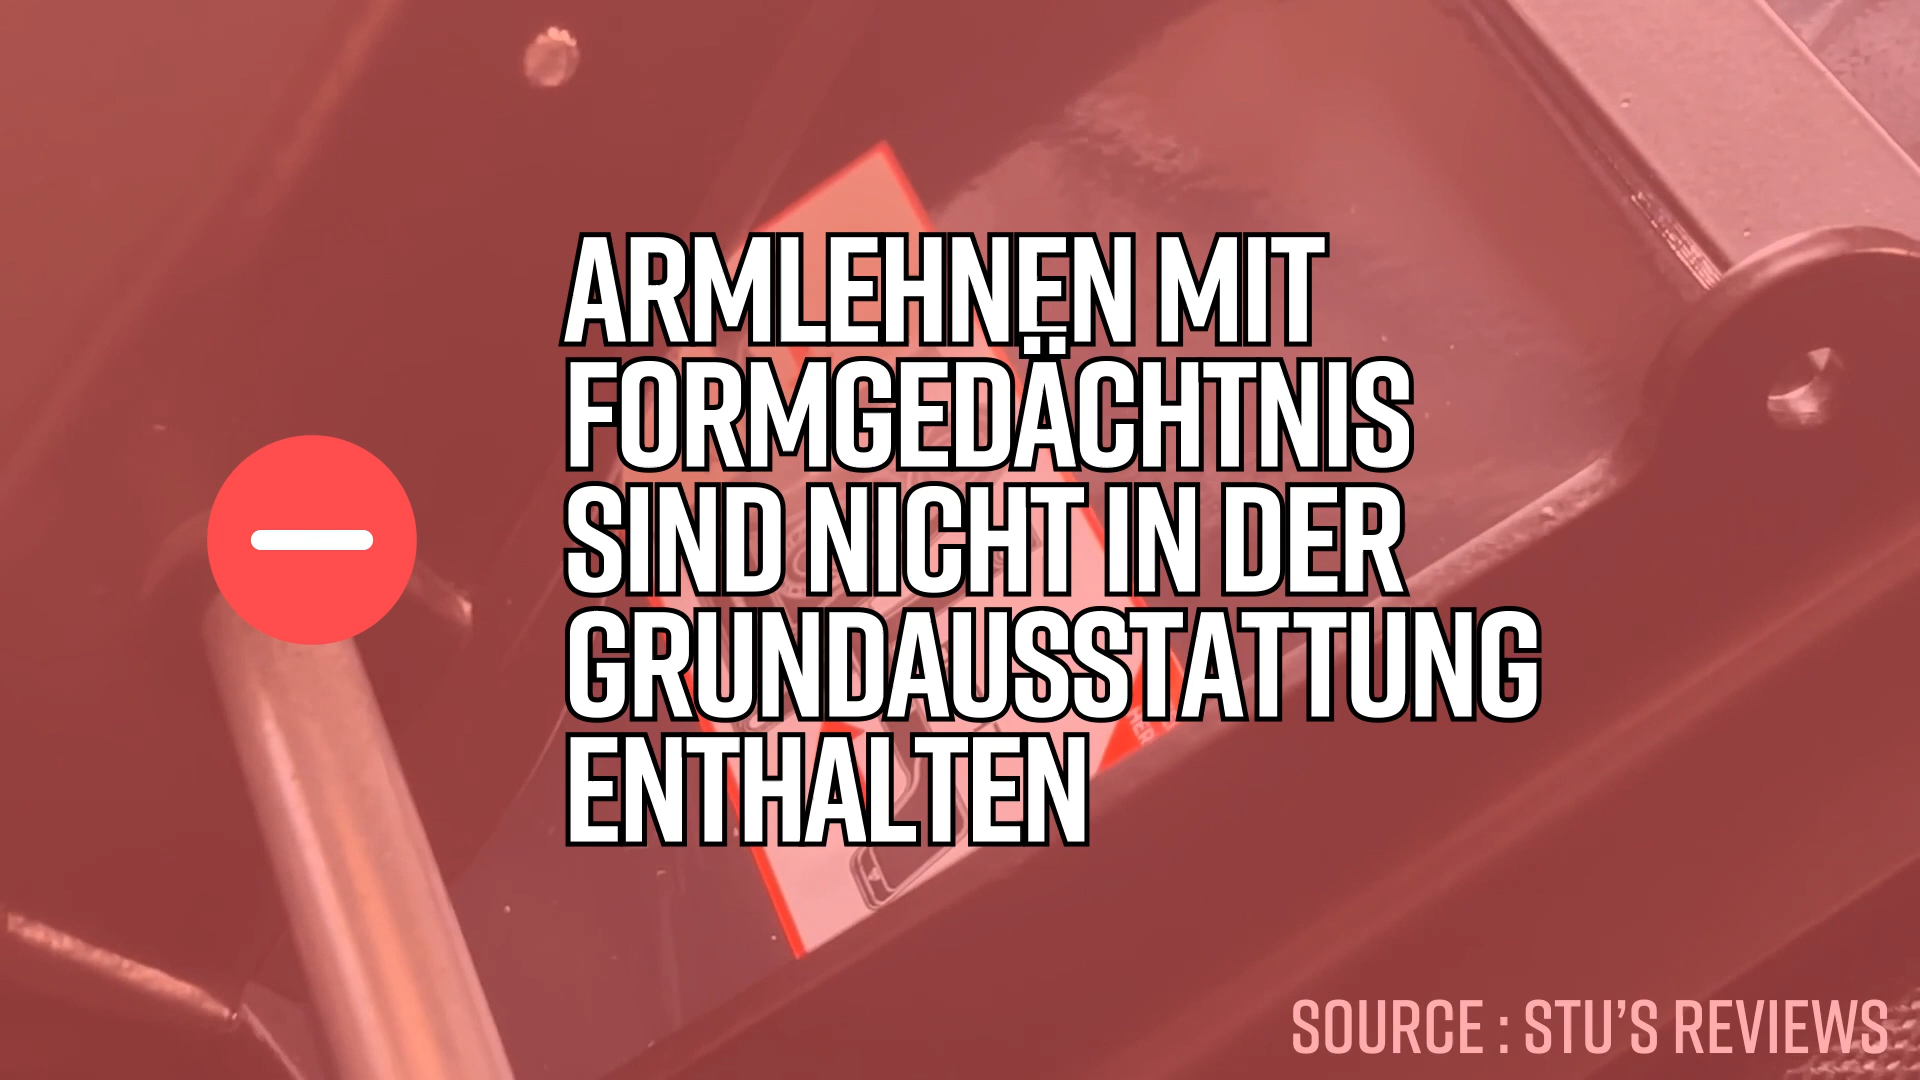 ARMLEHNEN MIT
FORMGEDÄCHTNIS
SIND NICHT IN DER
GRUNDAUSSTATTUNG
ENTHALTEN
SOURCE : STU'S REVIEWS